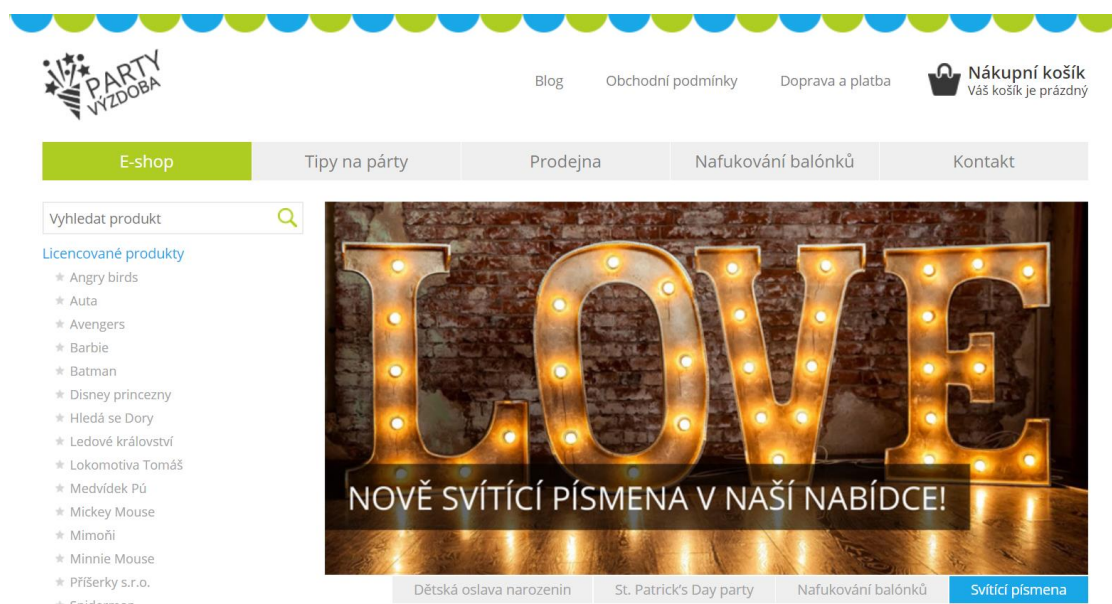 PARTY
VÝZDOBA
Blog
Obchodní podmínky
Doprava a platba
Nákupní košík
Váš košík je prázdný
E-shop
Tipy na párty
Prodejna
Nafukování balónků
Kontakt
Vyhledat produkt
Licencované produkty
Angry birds
Auta
Avengers
Barbie
Batman
Disney princezny
Hledá se Dory
Ledové království
Lokomotiva Tomáš
Medvídek Pú
Mickey Mouse
Mimoňi
Minnie Mouse
Příšerky s.r.o.
Spiderman
LOVE
NOVĚ SVÍTÍCÍ PÍSMENA V NAŠÍ NABÍDCE!
Dětská oslava narozenin
St. Patrick's Day party
Nafukování balónků
Svítící písmena